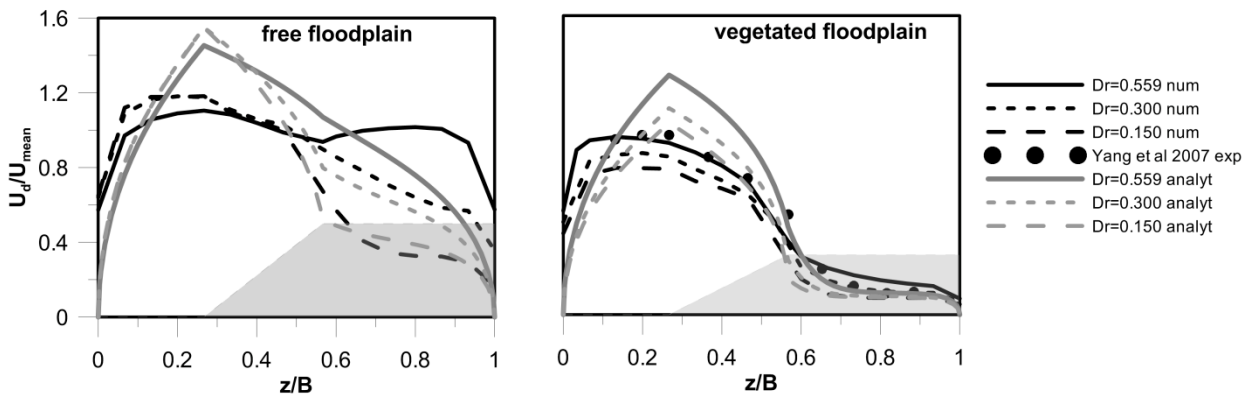 free floodplain
U_d/U_mean
1.6
1.2
0.8
0.4
0
0 0.2 0.4 0.6 0.8 1
z/B
vegetated floodplain
0 0.2 0.4 0.6 0.8 1
z/B
Dr=0.559 num
Dr=0.300 num
Dr=0.150 num
Yang et al 2007 exp
Dr=0.559 analyt
Dr=0.300 analyt
Dr=0.150 analyt